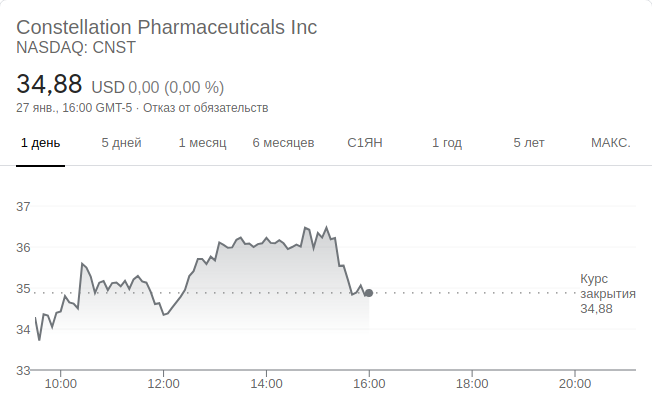 Constellation Pharmaceuticals Inc
NASDAQ: CNST
34,88 USD 0,00 (0,00 %)
27 янв., 16:00 GMT-5 · Отказ от обязательств
1 день 5 дней 1 месяц 6 месяцев С1ЯН 1 год 5 лет МАКС.
37
36
35
34
33
Курс
закрытия
34,88
10:00 12:00 14:00 16:00 18:00 20:00